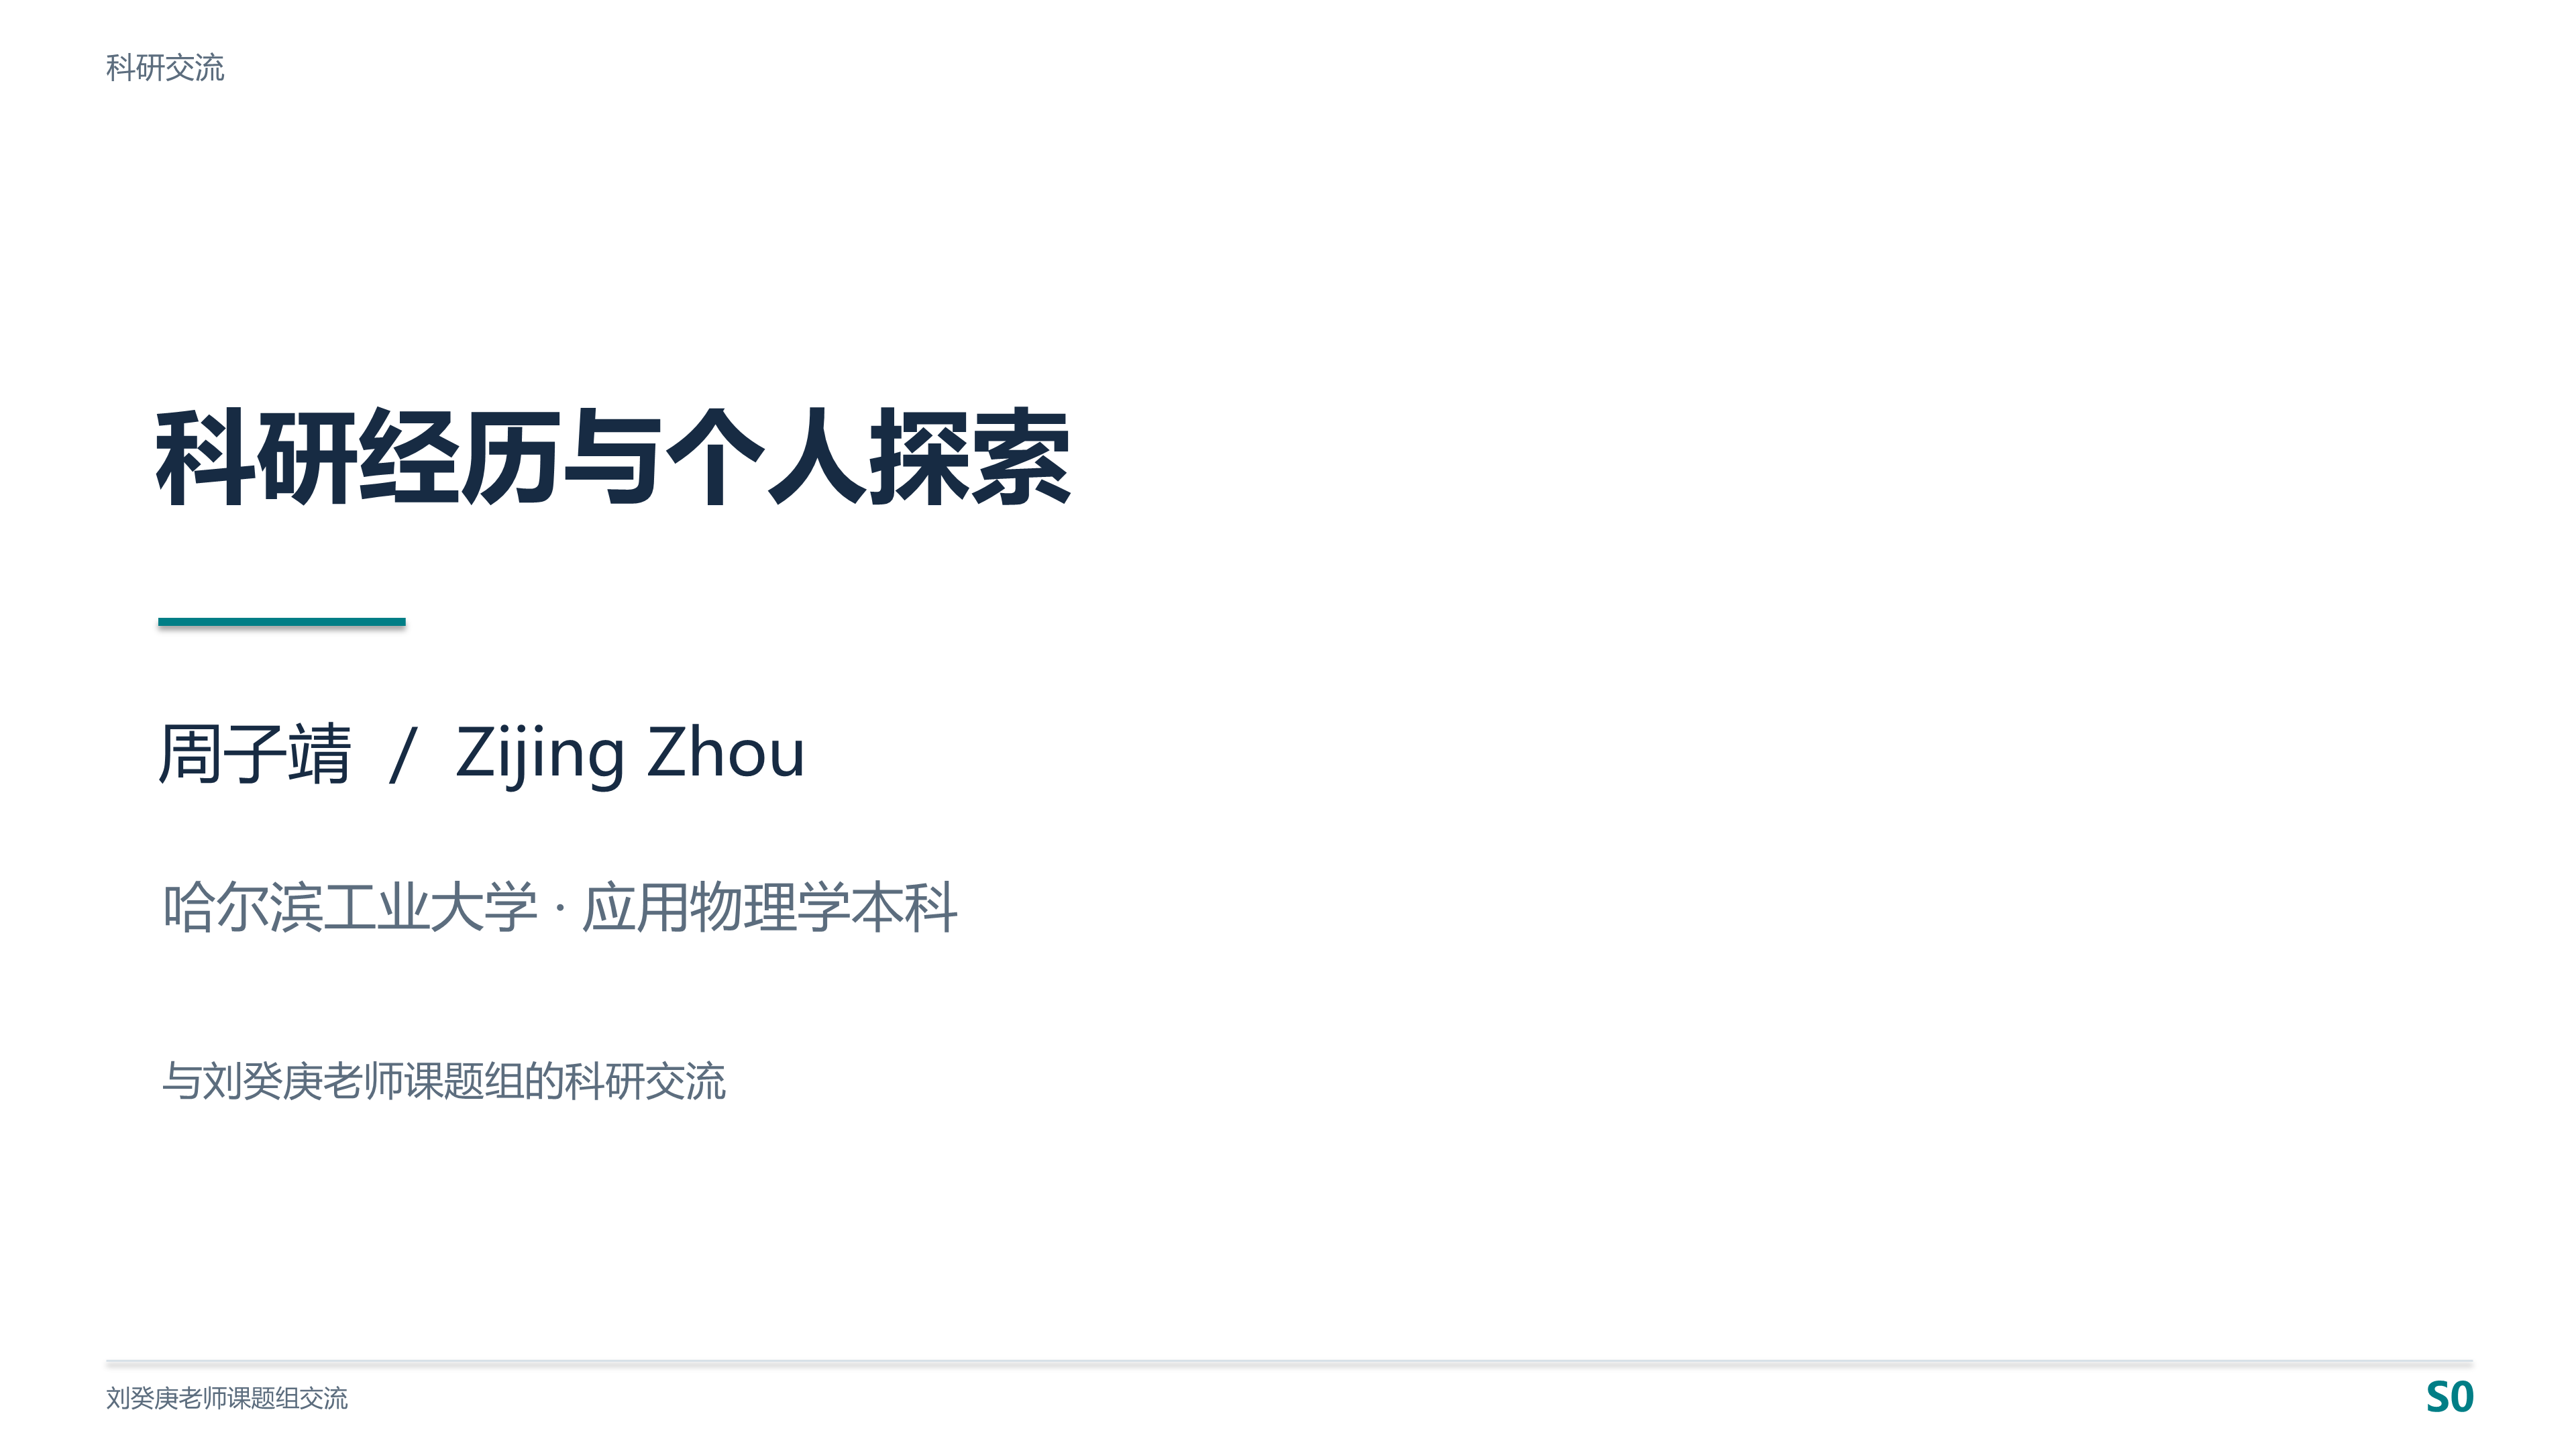 科研交流
科研经历与个人探索
周子靖 / Zijing Zhou
哈尔滨工业大学 · 应用物理学本科
与刘癸庚老师课题组的科研交流
刘癸庚老师课题组交流
S0